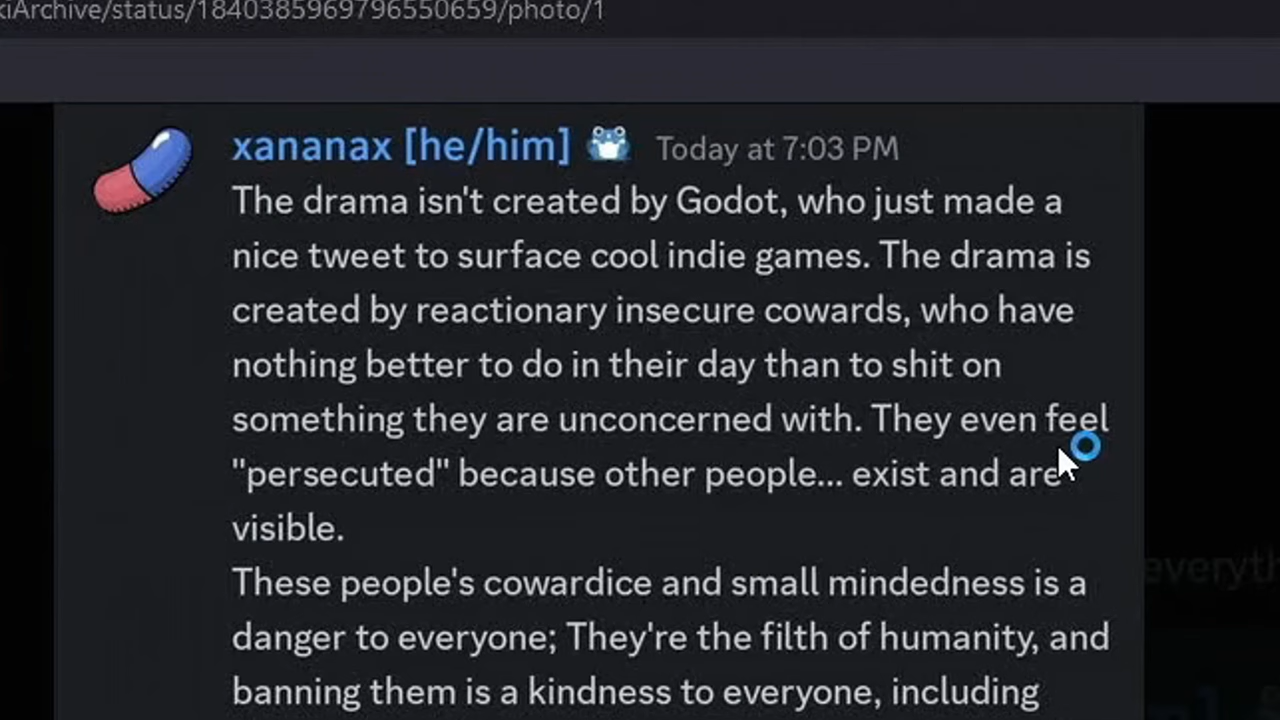 kiArchive/status/1840385969796550659/photo/1
xananax [he/him] Today at 7:03 PM
The drama isn't created by Godot, who just made a
nice tweet to surface cool indie games. The drama is
created by reactionary insecure cowards, who have
nothing better to do in their day than to shit on
something they are unconcerned with. They even feel
"persecuted" because other people... exist and are
visible.
These people's cowardice and small mindedness is a
danger to everyone; They're the filth of humanity, and
banning them is a kindness to everyone, including